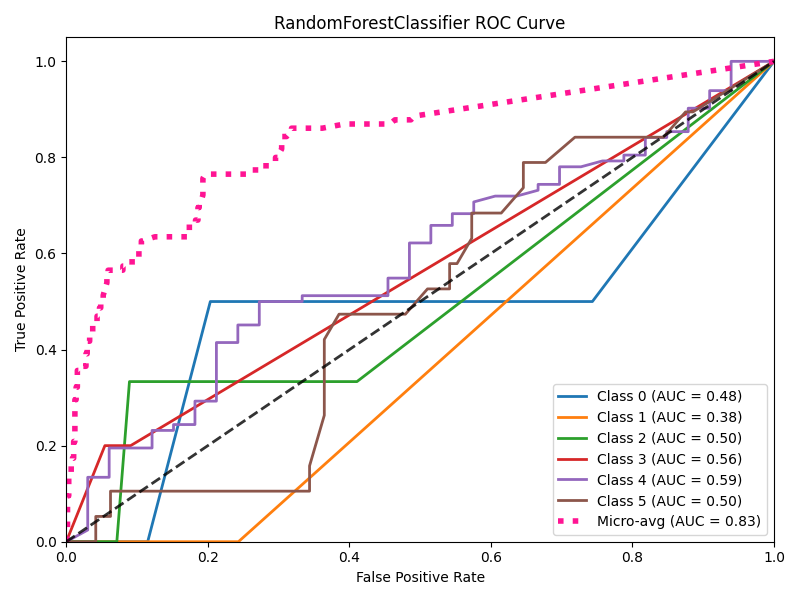 RandomForestClassifier ROC Curve
True Positive Rate
1.0
0.8
0.6
0.4
0.2
0.0
0.0 0.2 0.4 0.6 0.8 1.0
False Positive Rate
Class 0 (AUC = 0.48)
Class 1 (AUC = 0.38)
Class 2 (AUC = 0.50)
Class 3 (AUC = 0.56)
Class 4 (AUC = 0.59)
Class 5 (AUC = 0.50)
Micro-avg (AUC = 0.83)